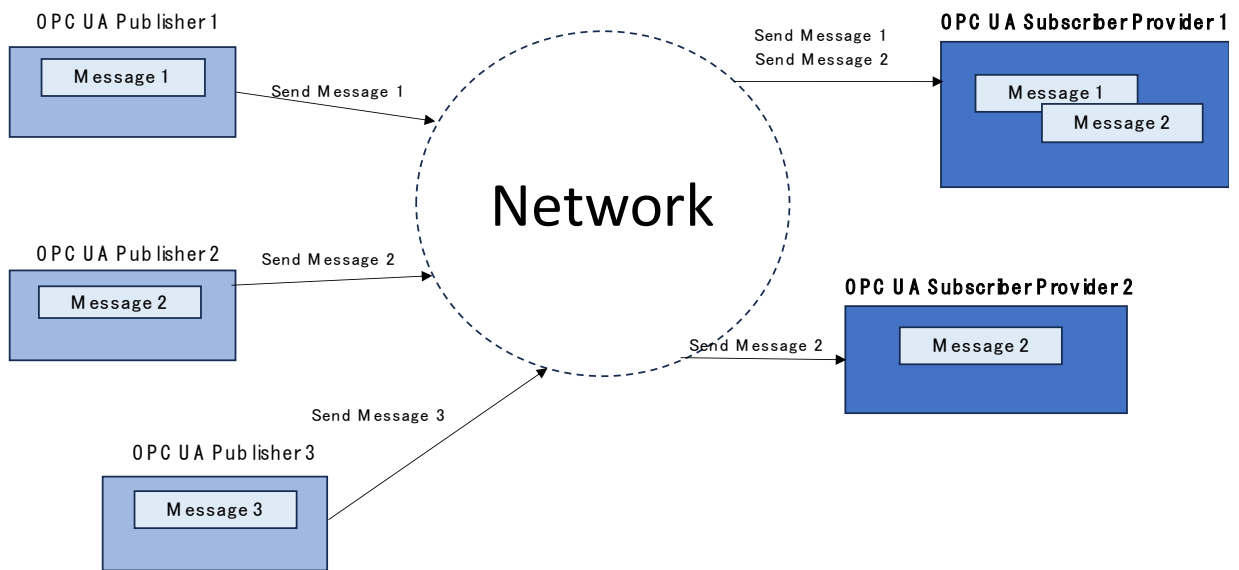 OPC UA Publisher 1
Message 1
Send Message 1
OPC UA Publisher 2
Message 2
Send Message 2
OPC UA Publisher 3
Message 3
Send Message 3
Network
Send Message 1
Send Message 2
OPC UA Subscriber Provider 1
Message 1
Message 2
Send Message 2
OPC UA Subscriber Provider 2
Message 2